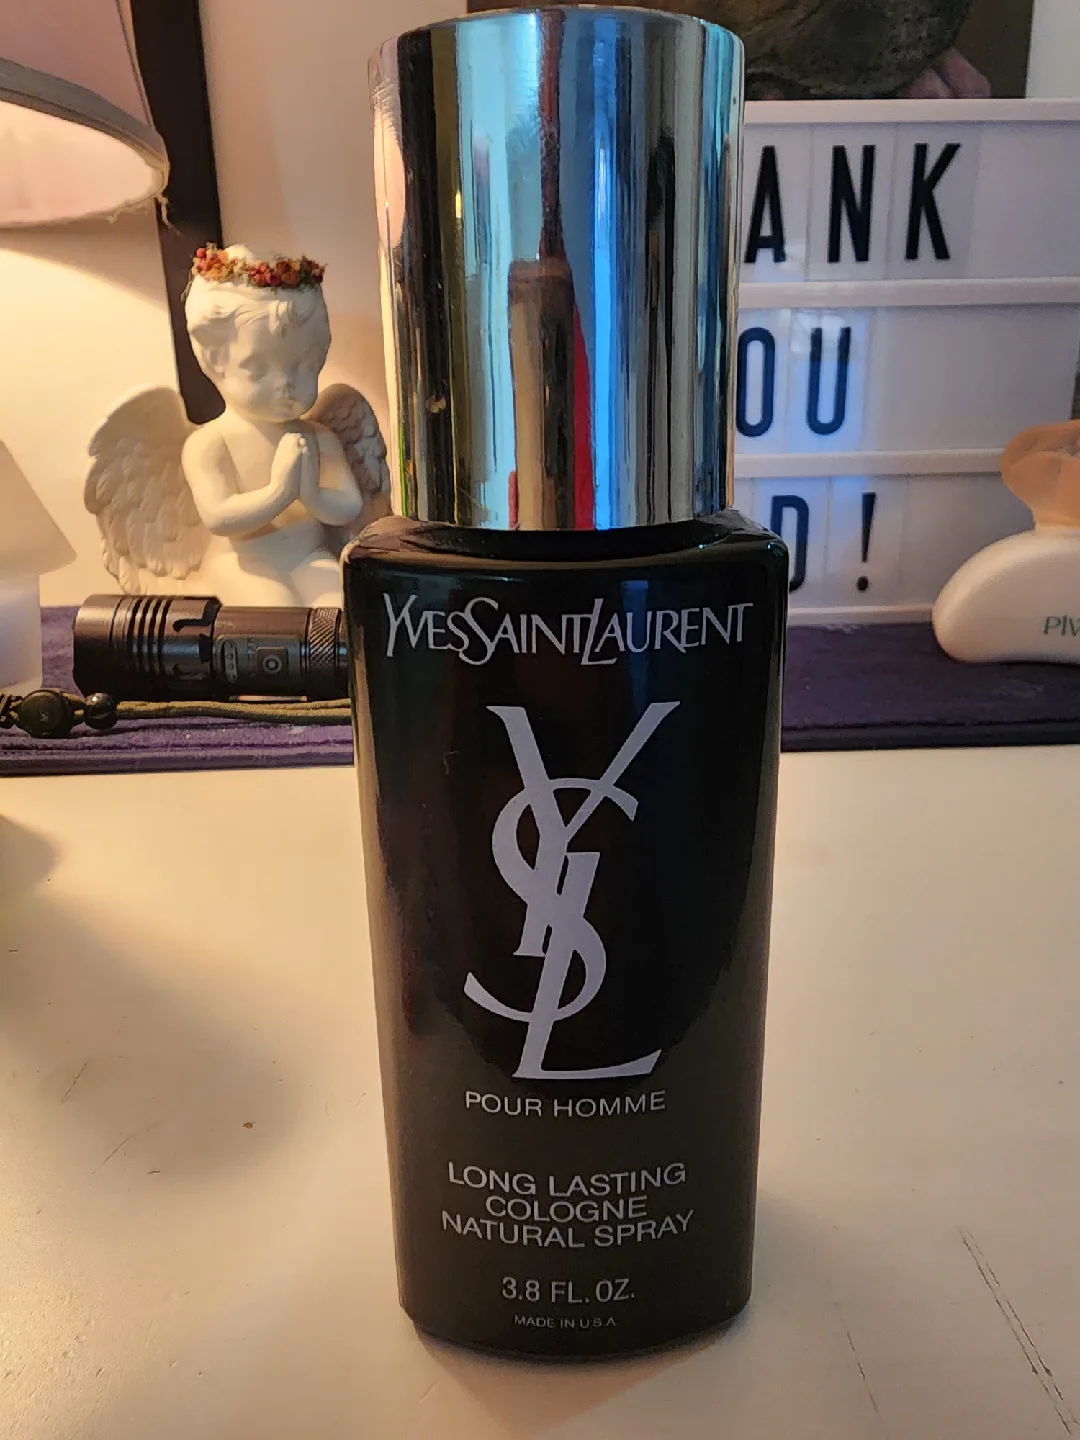 ANK
OU
D!
YVESSAINTLAURENT
YSL
POUR HOMME
LONG LASTING
COLOGNE
NATURAL SPRAY
3.8 FL. OZ.
MADE IN U.S.A